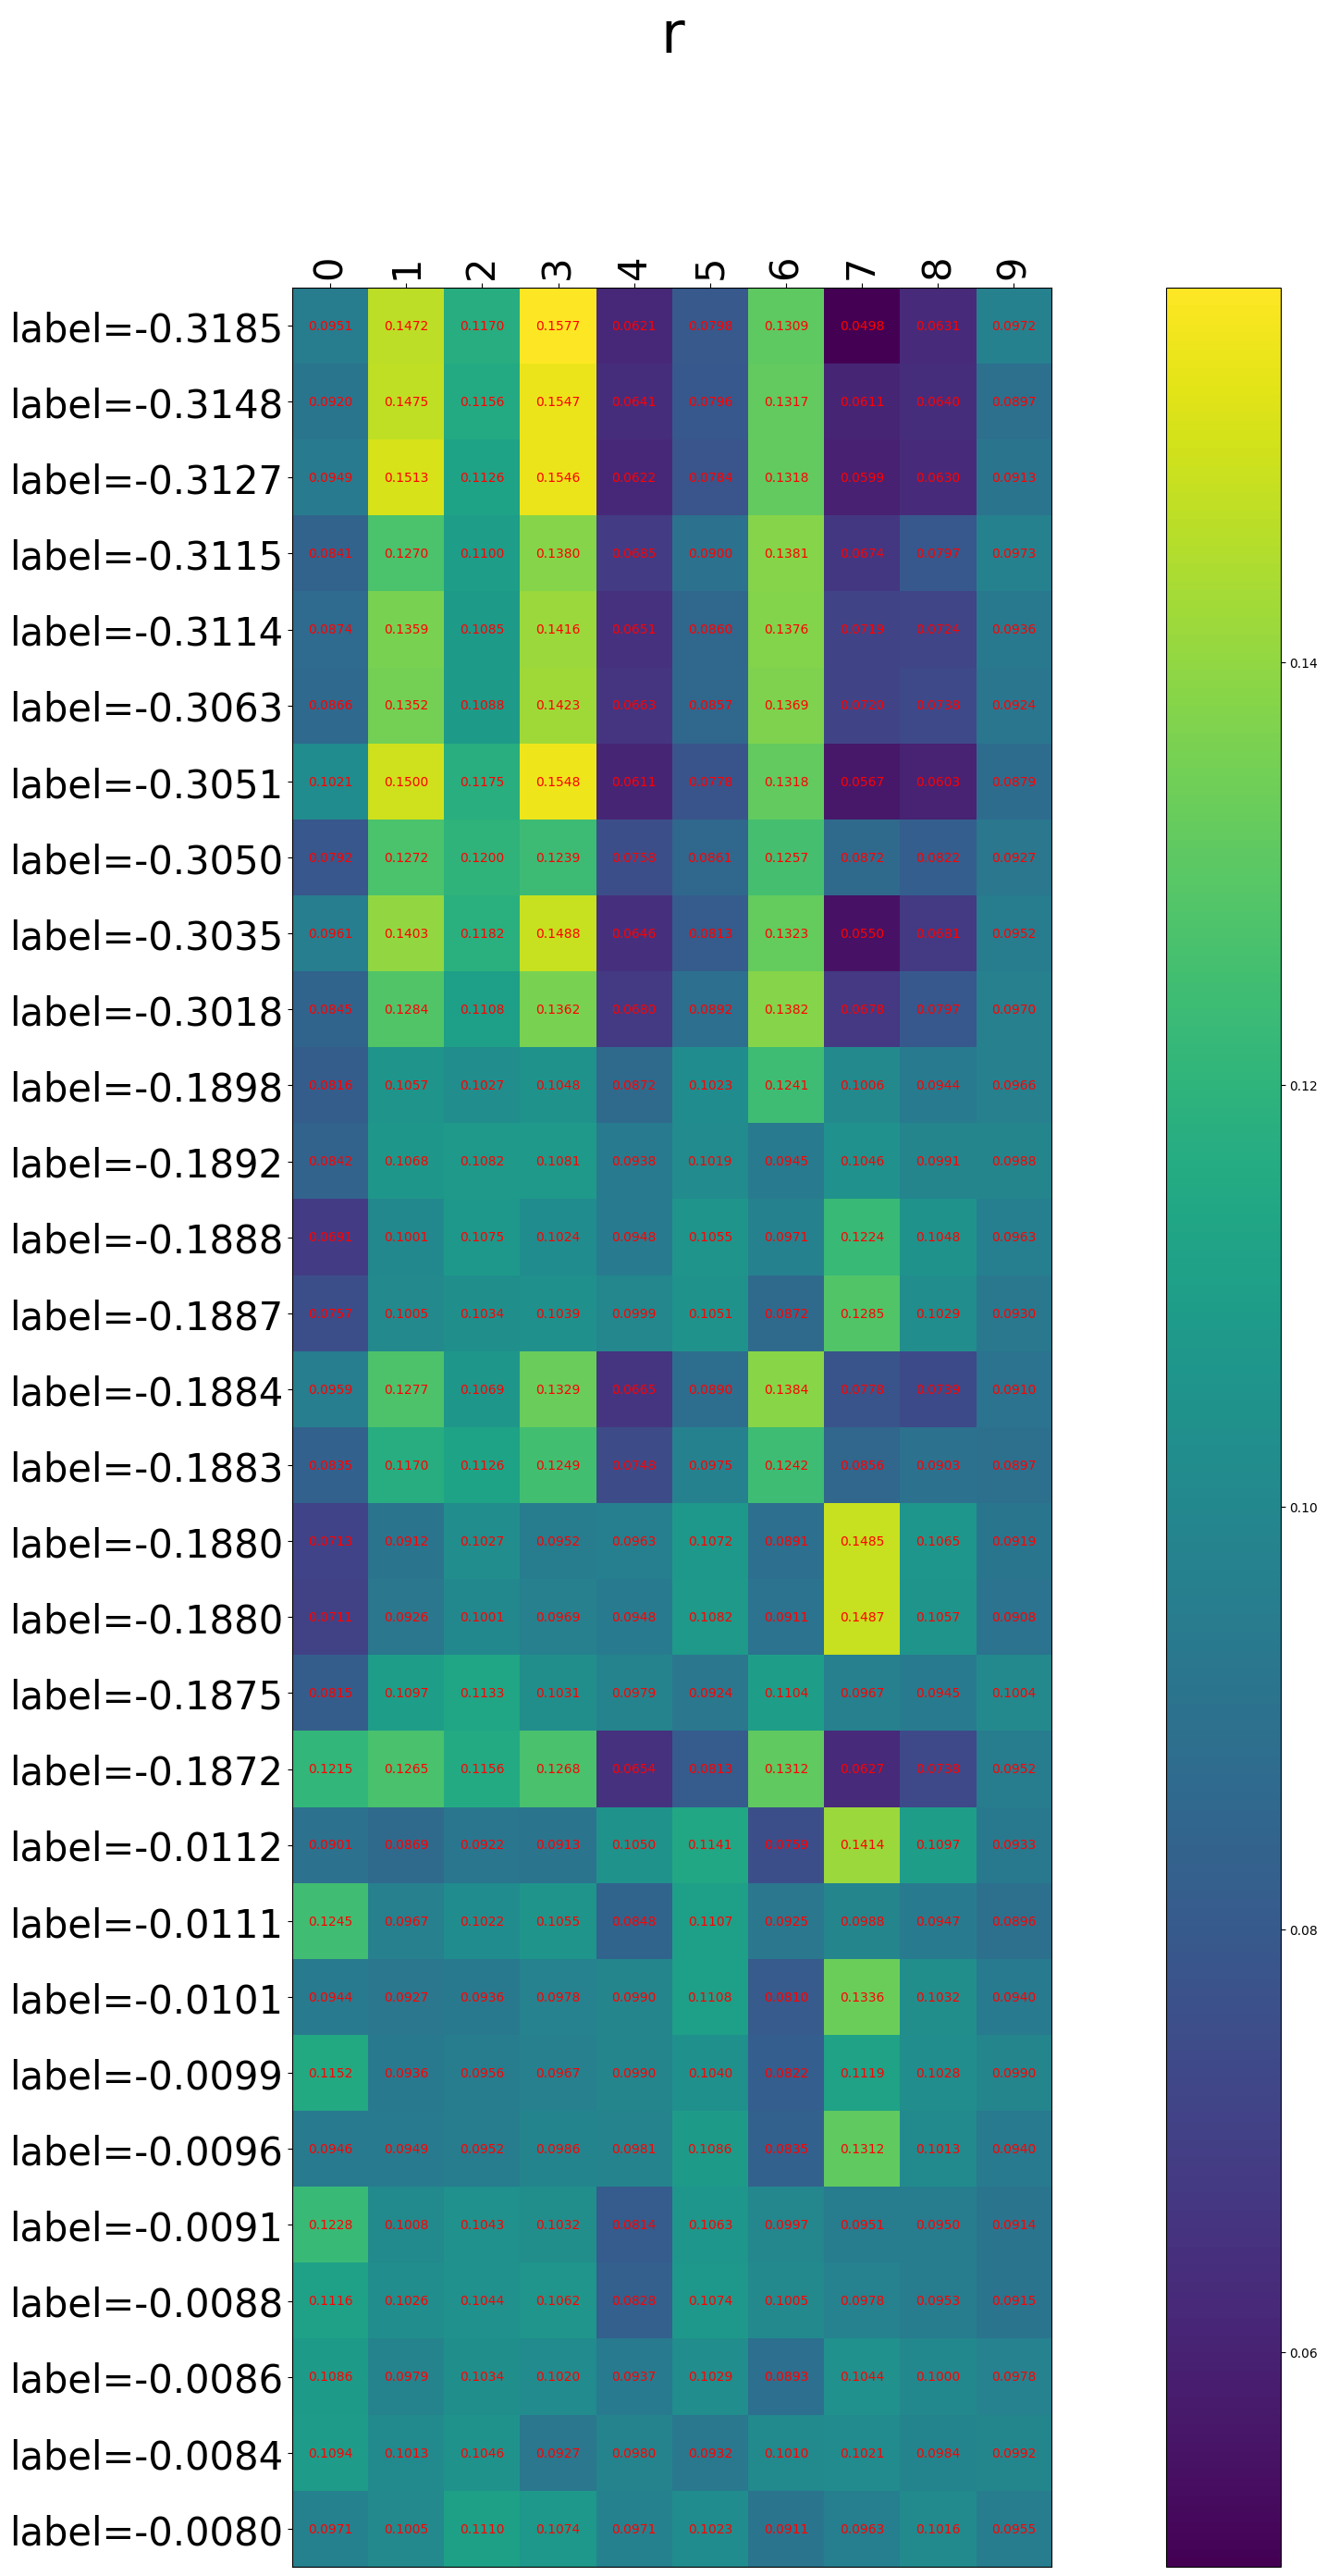 r
0 1 2 3 4 5 6 7 8 9
label=-0.3185 0.0951 0.1472 0.1170 0.1577 0.0621 0.0798 0.1309 0.0498 0.0631 0.0972
label=-0.3148 0.0920 0.1475 0.1156 0.1547 0.0641 0.0796 0.1317 0.0611 0.0640 0.0897
label=-0.3127 0.0949 0.1513 0.1126 0.1546 0.0622 0.0784 0.1318 0.0599 0.0630 0.0913
label=-0.3115 0.0841 0.1270 0.1100 0.1380 0.0685 0.0900 0.1381 0.0674 0.0797 0.0973
label=-0.3114 0.0874 0.1359 0.1085 0.1416 0.0651 0.0860 0.1376 0.0719 0.0724 0.0936
0.14
label=-0.3063 0.0866 0.1352 0.1088 0.1423 0.0663 0.0857 0.1369 0.0720 0.0738 0.0924
label=-0.3051 0.1021 0.1500 0.1175 0.1548 0.0611 0.0778 0.1318 0.0567 0.0603 0.0879
label=-0.3050 0.0792 0.1272 0.1200 0.1239 0.0758 0.0861 0.1257 0.0872 0.0822 0.0927
label=-0.3035 0.0961 0.1403 0.1182 0.1488 0.0646 0.0813 0.1323 0.0550 0.0681 0.0952
label=-0.3018 0.0845 0.1284 0.1108 0.1362 0.0680 0.0892 0.1382 0.0678 0.0797 0.0970
label=-0.1898 0.0816 0.1057 0.1027 0.1048 0.0872 0.1023 0.1241 0.1006 0.0944 0.0966
0.12
label=-0.1892 0.0842 0.1068 0.1082 0.1081 0.0938 0.1019 0.0945 0.1046 0.0991 0.0988
label=-0.1888 0.0691 0.1001 0.1075 0.1024 0.0948 0.1055 0.0971 0.1224 0.1048 0.0963
label=-0.1887 0.0757 0.1005 0.1034 0.1039 0.0999 0.1051 0.0872 0.1285 0.1029 0.0930
label=-0.1884 0.0959 0.1277 0.1069 0.1329 0.0665 0.0890 0.1384 0.0778 0.0739 0.0910
label=-0.1883 0.0835 0.1170 0.1126 0.1249 0.0748 0.0975 0.1242 0.0856 0.0903 0.0897
0.10
label=-0.1880 0.0713 0.0912 0.1027 0.0952 0.0963 0.1072 0.0891 0.1485 0.1065 0.0919
label=-0.1880 0.0711 0.0926 0.1001 0.0969 0.0948 0.1082 0.0911 0.1487 0.1057 0.0908
label=-0.1875 0.0815 0.1097 0.1133 0.1031 0.0979 0.0924 0.1104 0.0967 0.0945 0.1004
label=-0.1872 0.1215 0.1265 0.1156 0.1268 0.0654 0.0813 0.1312 0.0627 0.0952
label=-0.0112 0.0901 0.0869 0.0922 0.0913 0.1050 0.1141 0.0759 0.1414 0.1097 0.0933
label=-0.0111 0.1245 0.0967 0.1022 0.1055 0.0848 0.1107 0.0925 0.0988 0.0947 0.0896
0.08
label=-0.0101 0.0944 0.0927 0.0936 0.0978 0.0990 0.1108 0.0810 0.1336 0.1032 0.0940
label=-0.0099 0.1152 0.0936 0.0956 0.0967 0.0990 0.1040 0.0822 0.1119 0.1028 0.0990
label=-0.0096 0.0946 0.0949 0.0952 0.0986 0.0981 0.1086 0.0835 0.1312 0.1013 0.0940
label=-0.0091 0.1228 0.1008 0.1043 0.1032 0.0814 0.1063 0.0997 0.0951 0.0950 0.0914
label=-0.0088 0.1116 0.1026 0.1044 0.1062 0.0828 0.1074 0.1005 0.0978 0.0953 0.0915
0.06
label=-0.0086 0.1086 0.0979 0.1034 0.1020 0.0937 0.1029 0.0893 0.1044 0.1000 0.0978
label=-0.0084 0.1094 0.1013 0.1046 0.0927 0.0980 0.0932 0.1010 0.1021 0.0984 0.0992
label=-0.0080 0.0971 0.1005 0.1110 0.1074 0.0971 0.1023 0.0911 0.0963 0.1016 0.0955